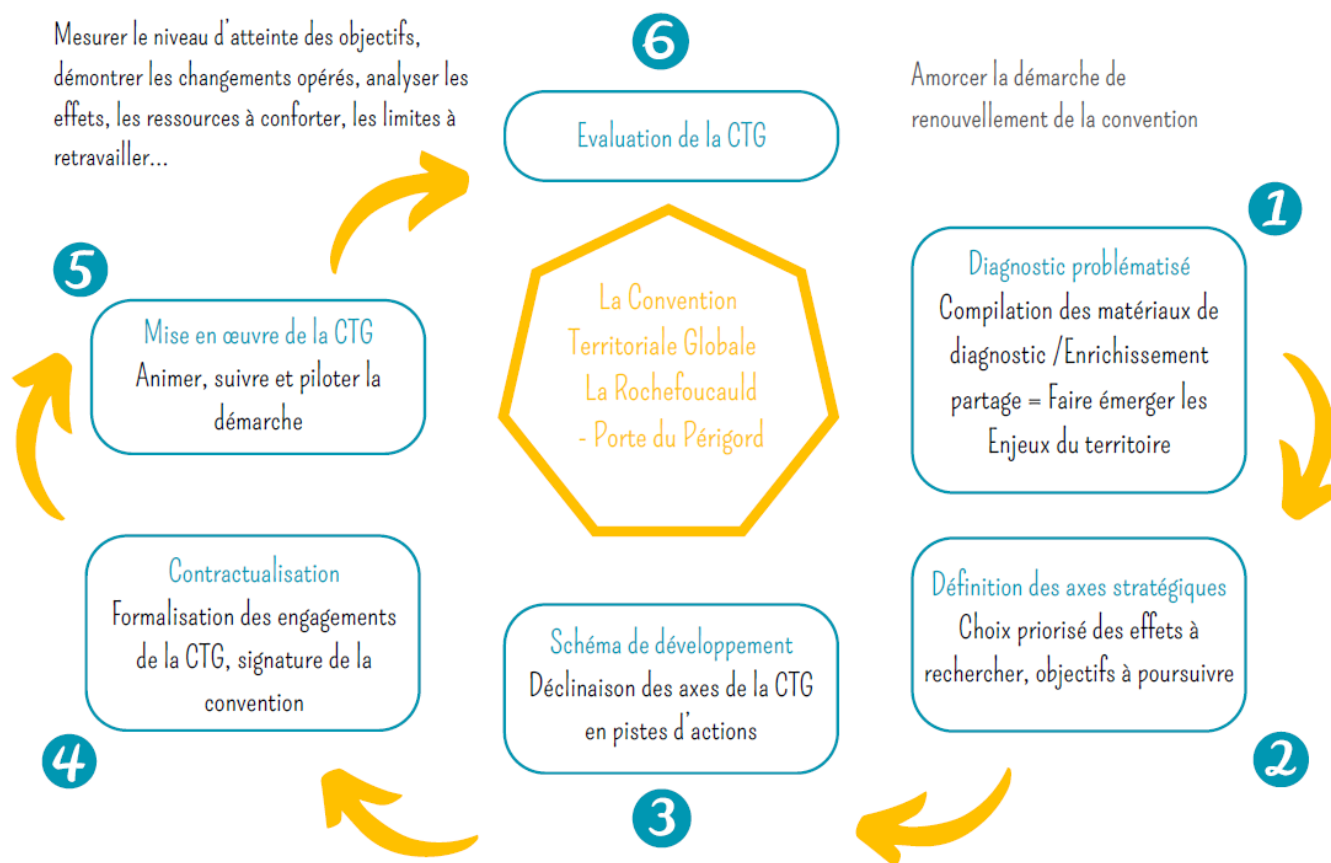 Mesurer le niveau d'atteinte des objectifs,
démontrer les changements opérés, analyser les
effets, les ressources à conforter, les limites à
retravailler...
6
Evaluation de la CTG
Amorcer la démarche de
renouvellement de la convention
1
Diagnostic problématisé
Compilation des matériaux de
diagnostic /Enrichissement
partage = Faire émerger les
Enjeux du territoire
La Convention
Territoriale Globale
La Rochefoucauld
- Porte du Périgord
5
Mise en œuvre de la CTG
Animer, suivre et piloter la
démarche
Contractualisation
Formalisation des engagements
de la CTG, signature de la
convention
4
Schéma de développement
Déclinaison des axes de la CTG
en pistes d'actions
3
Définition des axes stratégiques
Choix priorisé des effets à
rechercher, objectifs à poursuivre
2